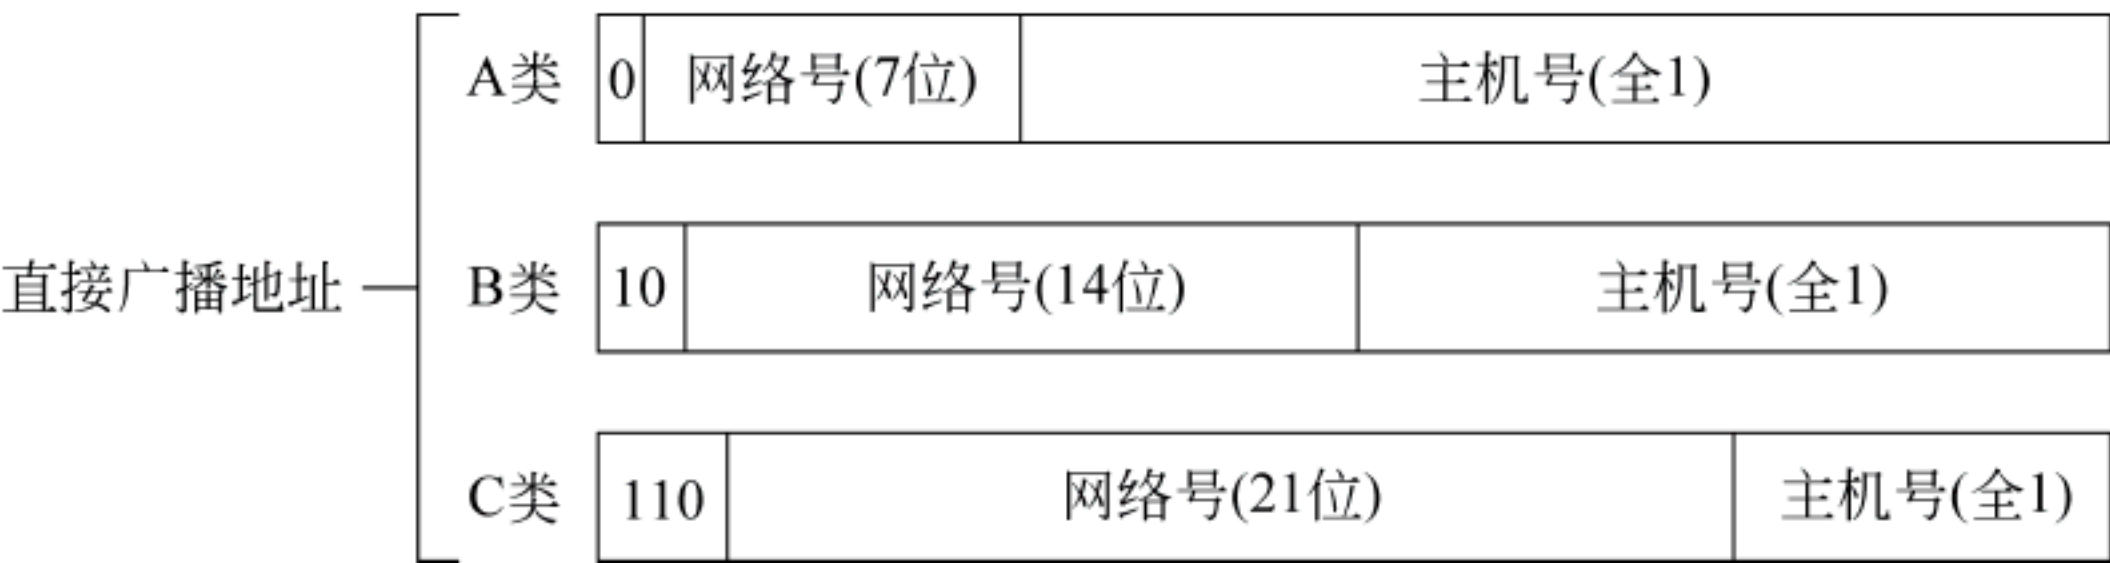 A类 0 网络号(7位) 主机号(全1)
直接广播地址 B类 10 网络号(14位) 主机号(全1)
C类 110 网络号(21位) 主机号(全1)